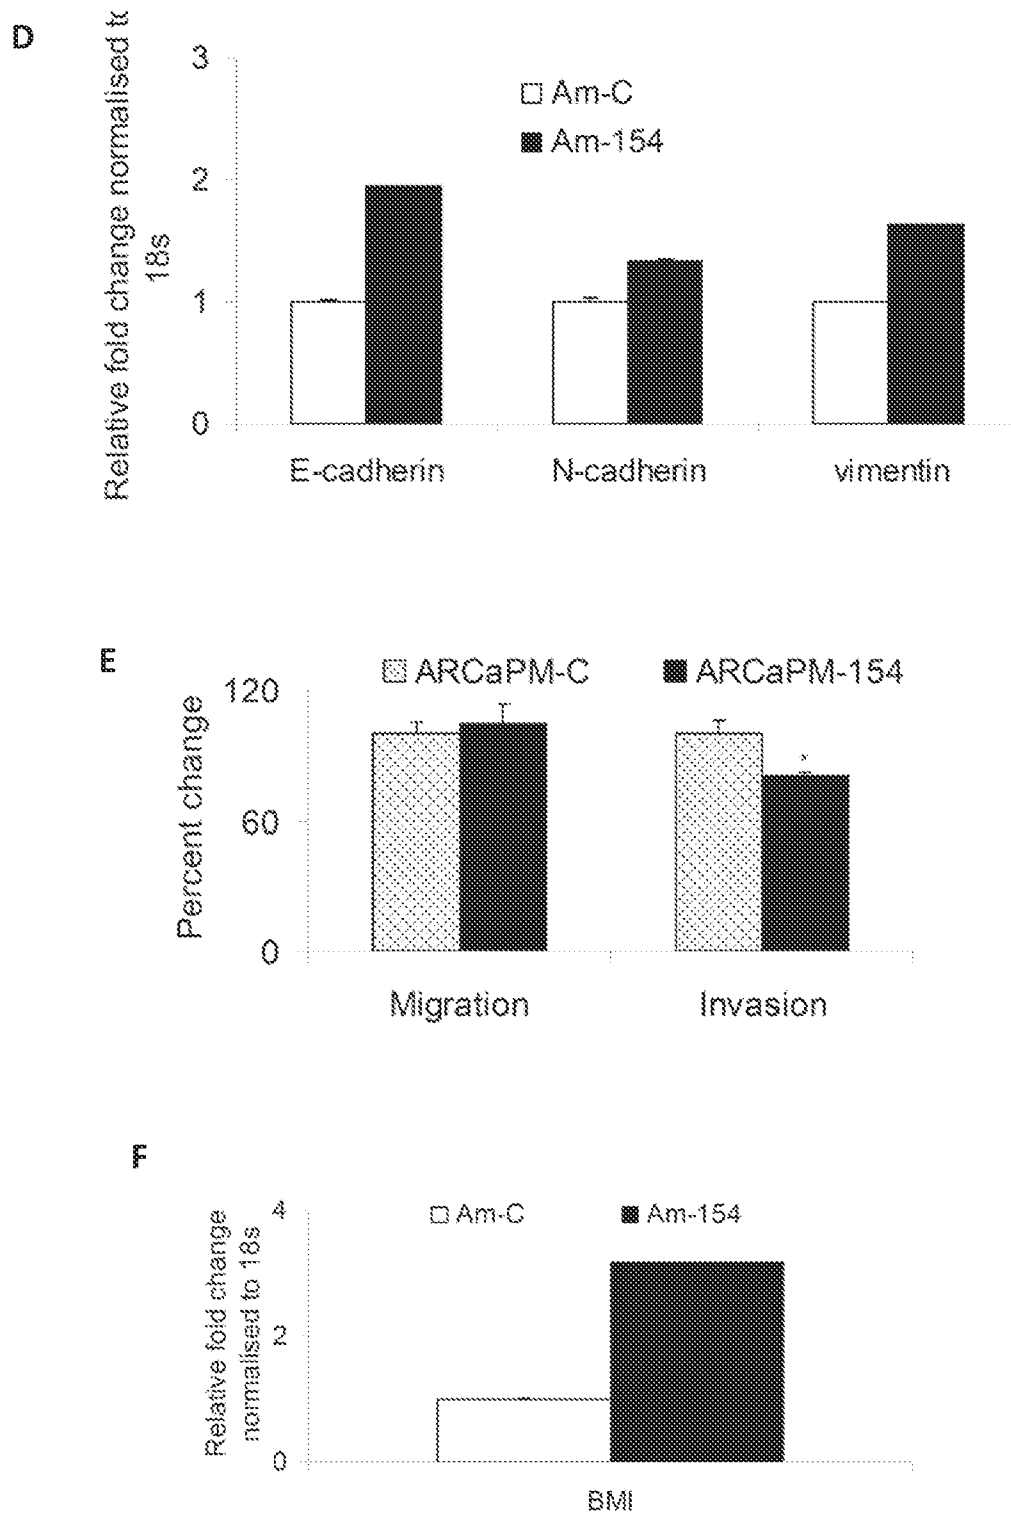 D
Relative fold change normalised to
18s
3
2
1
0
Am-C
Am-154
E-cadherin N-cadherin vimentin
E
ARCaPM-C ARCaPM-154
Percent change
120
60
0
*
Migration Invasion
F
Relative fold change
normalised to 18s
4
2
0
Am-C Am-154
BMI